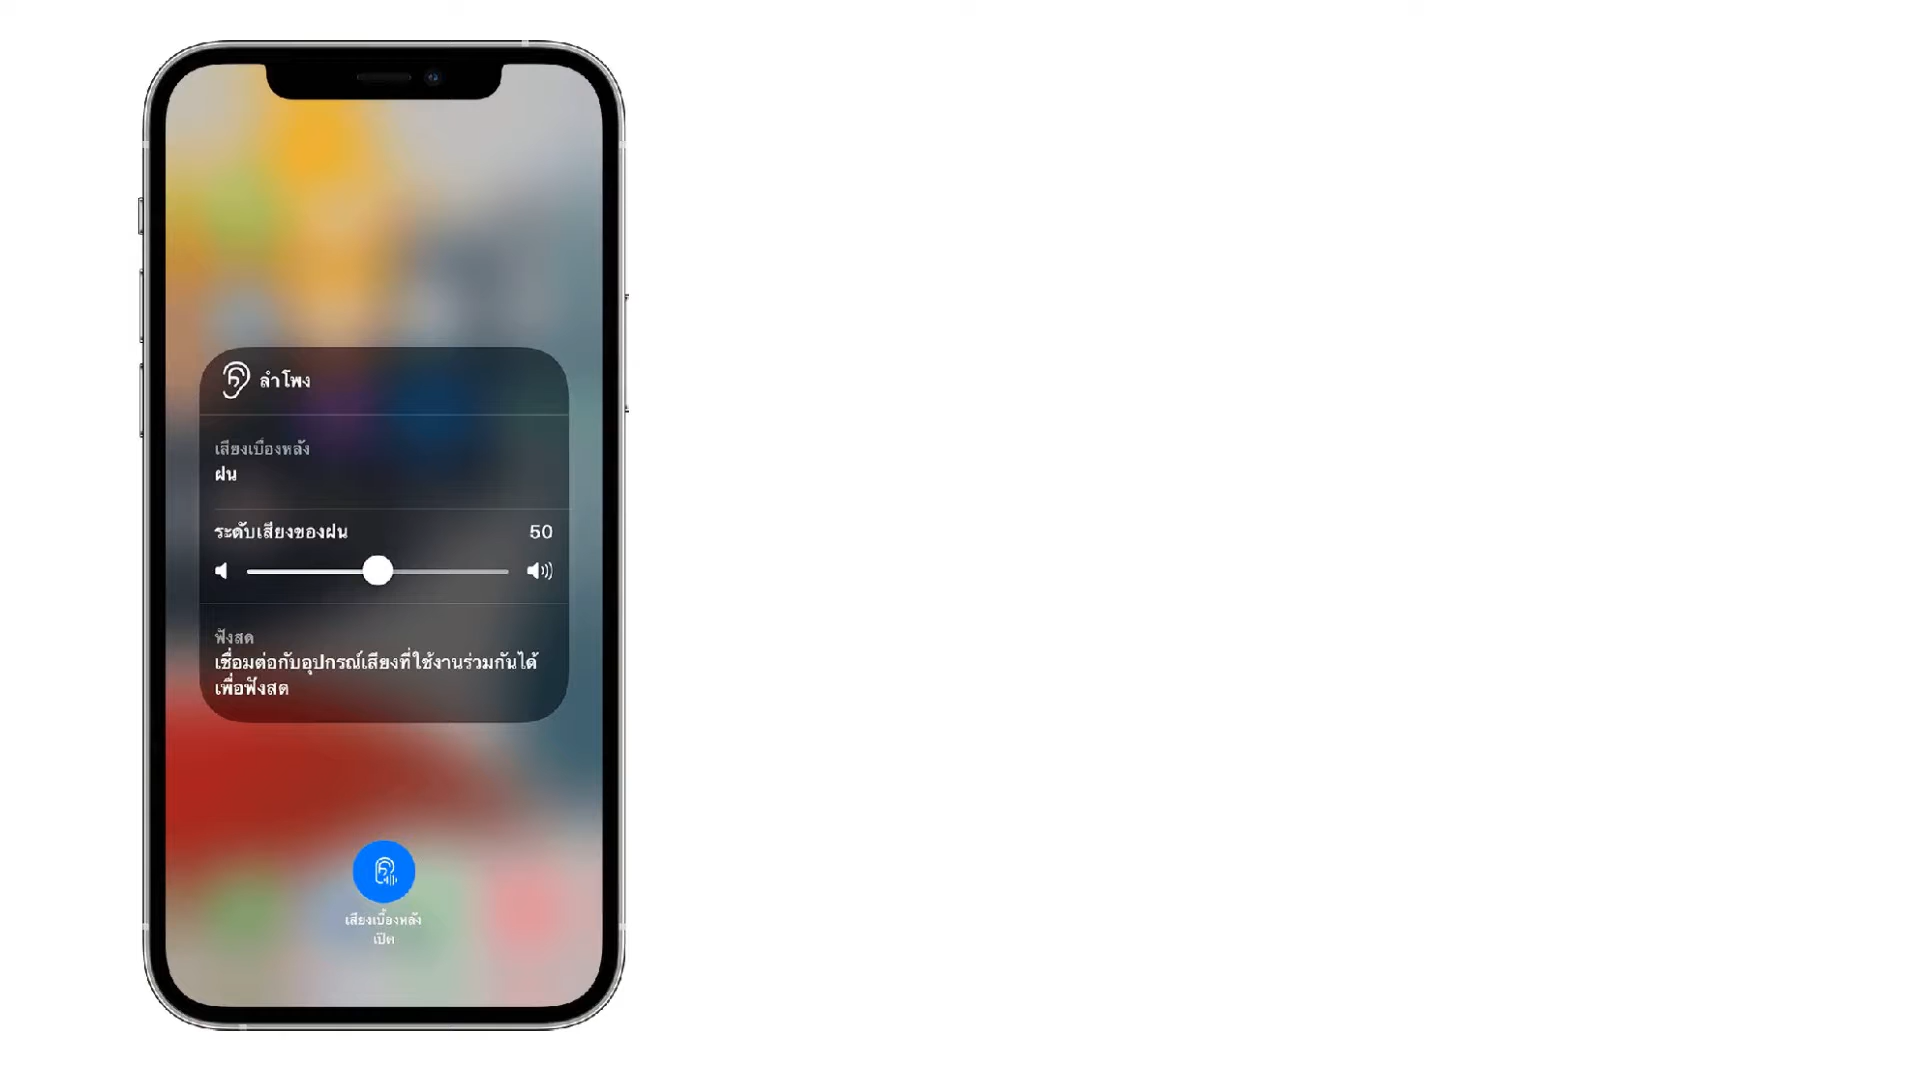 ลำโพง
เสียงเบื้องหลัง
ฝน
ระดับเสียงของฝน 50
ฟังสด
เชื่อมต่อกับอุปกรณ์เสียงที่ใช้งานร่วมกันได้
เพื่อฟังสด
เสียงเบื้องหลัง
เปิด